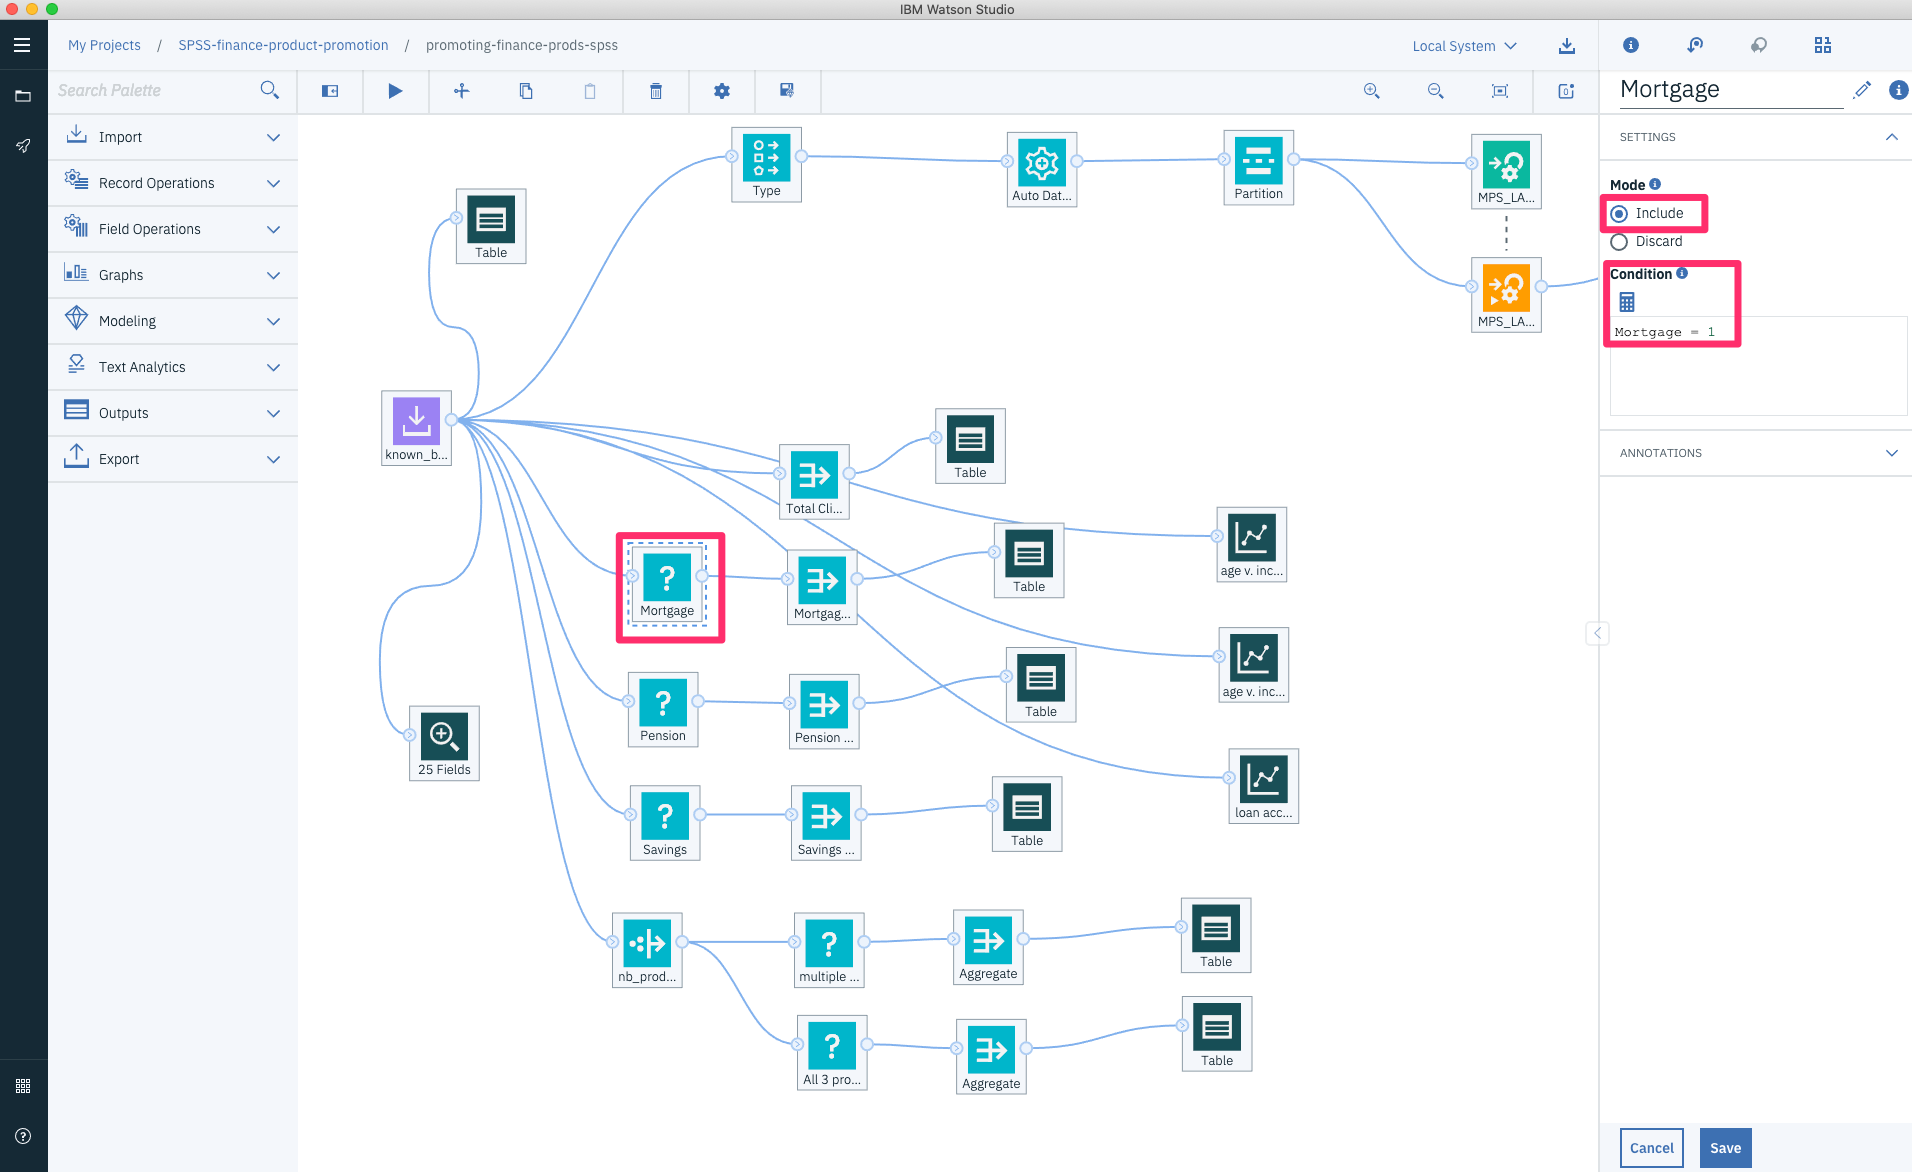 IBM Watson Studio
My Projects / SPSS-finance-product-promotion / promoting-finance-prods-spss
Local System
Search Palette
Import
Record Operations
Field Operations
Graphs
Modeling
Text Analytics
Outputs
Export
Type
Auto Dat...
Partition
MPS_LA...
Table
MPS_LA...
known_b...
Table
Total Cli...
age v. inc...
Table
Mortgage
Mortgag...
age v. inc...
Table
Pension
Pension ...
25 Fields
loan acc...
Table
Savings
Savings ...
nb_prod...
multiple ...
Aggregate
Table
All 3 pro...
Aggregate
Table
Mortgage
SETTINGS
Mode
Include
Discard
Condition
Mortgage = 1
ANNOTATIONS
Cancel
Save